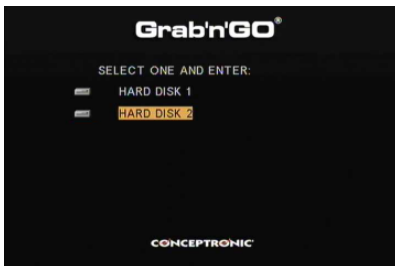 Grab'n'GO®
SELECT ONE AND ENTER:
HARD DISK 1
HARD DISK 2
CONCEPTRONIC